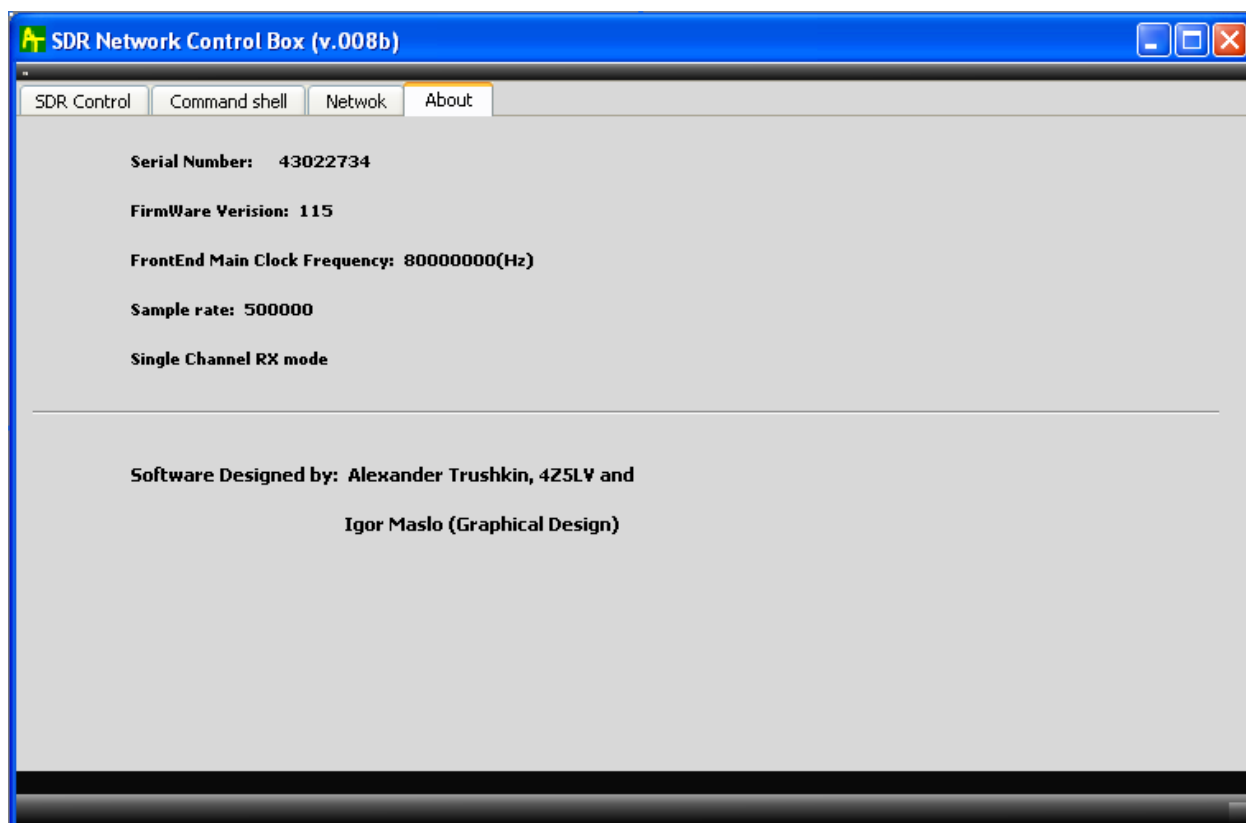 AT SDR Network Control Box (v.008b)
SDR Control Command shell Netwok About
Serial Number: 43022734
FirmWare Verision: 115
FrontEnd Main Clock Frequency: 80000000(Hz)
Sample rate: 500000
Single Channel RX mode
Software Designed by: Alexander Trushkin, 4Z5LV and
Igor Maslo (Graphical Design)